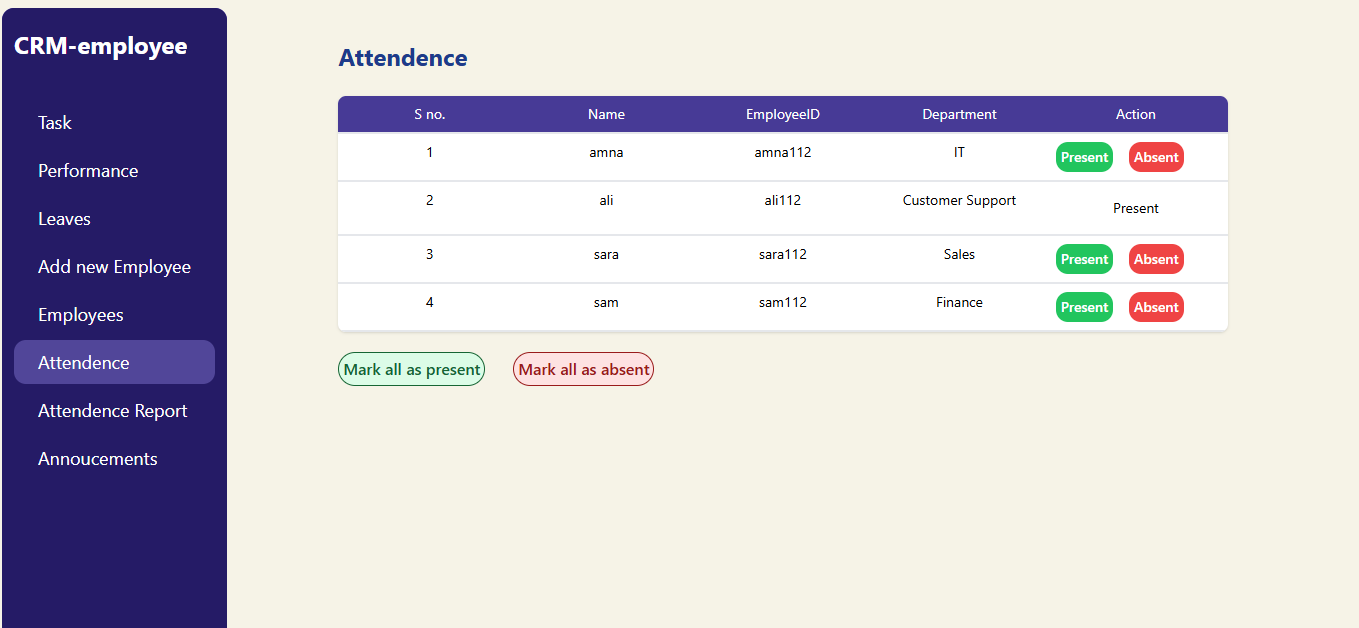 CRM-employee
Task
Performance
Leaves
Add new Employee
Employees
Attendence
Attendence Report
Annoucements
Attendence
S no. Name EmployeeID Department Action
1 amna amna112 IT Present Absent
2 ali ali112 Customer Support Present
3 sara sara112 Sales Present Absent
4 sam sam112 Finance Present Absent
Mark all as present Mark all as absent